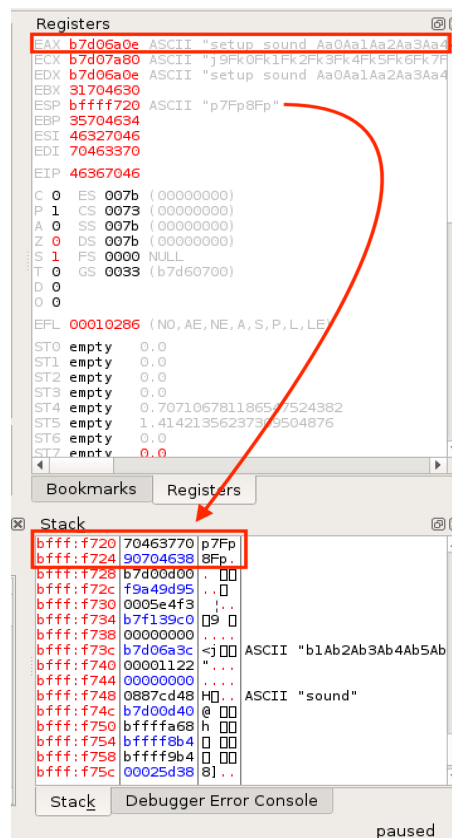 Registers
EAX b7d06a0e ASCII "setup sound Aa0Aa1Aa2Aa3Aa4
ECX b7d07a80 ASCII "j9Fk0Fk1Fk2Fk3Fk4Fk5Fk6Fk7F
EDX b7d06a0e ASCII "setup sound Aa0Aa1Aa2Aa3Aa4
EBX 31704630
ESP bffff720 ASCII "p7Fp8Fp"
EBP 35704634
ESI 46327046
EDI 70463370
EIP 46367046
C 0 ES 007b (00000000)
P 1 CS 0073 (00000000)
A 0 SS 007b (00000000)
Z 0 DS 007b (00000000)
S 1 FS 0000 NULL
T 0 GS 0033 (b7d60700)
D 0
O 0
EFL 00010286 (NO,AE,NE,A,S,P,L,LE)
ST0 empty 0.0
ST1 empty 0.0
ST2 empty 0.0
ST3 empty 0.0
ST4 empty 0.707106781186547524382
ST5 empty 1.41421356237309504876
ST6 empty 0.0
ST7 empty 0.0
Bookmarks Registers
Stack
bfff:f720 70463770 p7Fp
bfff:f724 90704638 8Fp.
bfff:f728 b7d00d00
bfff:f72c f9a49d95
bfff:f730 0005e4f3
bfff:f734 b7f139c0
bfff:f738 00000000 ....
bfff:f73c b7d06a3c <j ASCII "b1Ab2Ab3Ab4Ab5Ab
bfff:f740 00001122 "...
bfff:f744 00000000 ....
bfff:f748 0887cd48 H .. ASCII "sound"
bfff:f74c b7d00d40 @
bfff:f750 bffffa68 h
bfff:f754 bffff8b4
bfff:f758 bffff9b4
bfff:f75c 00025d38 8]..
Stack Debugger Error Console
paused